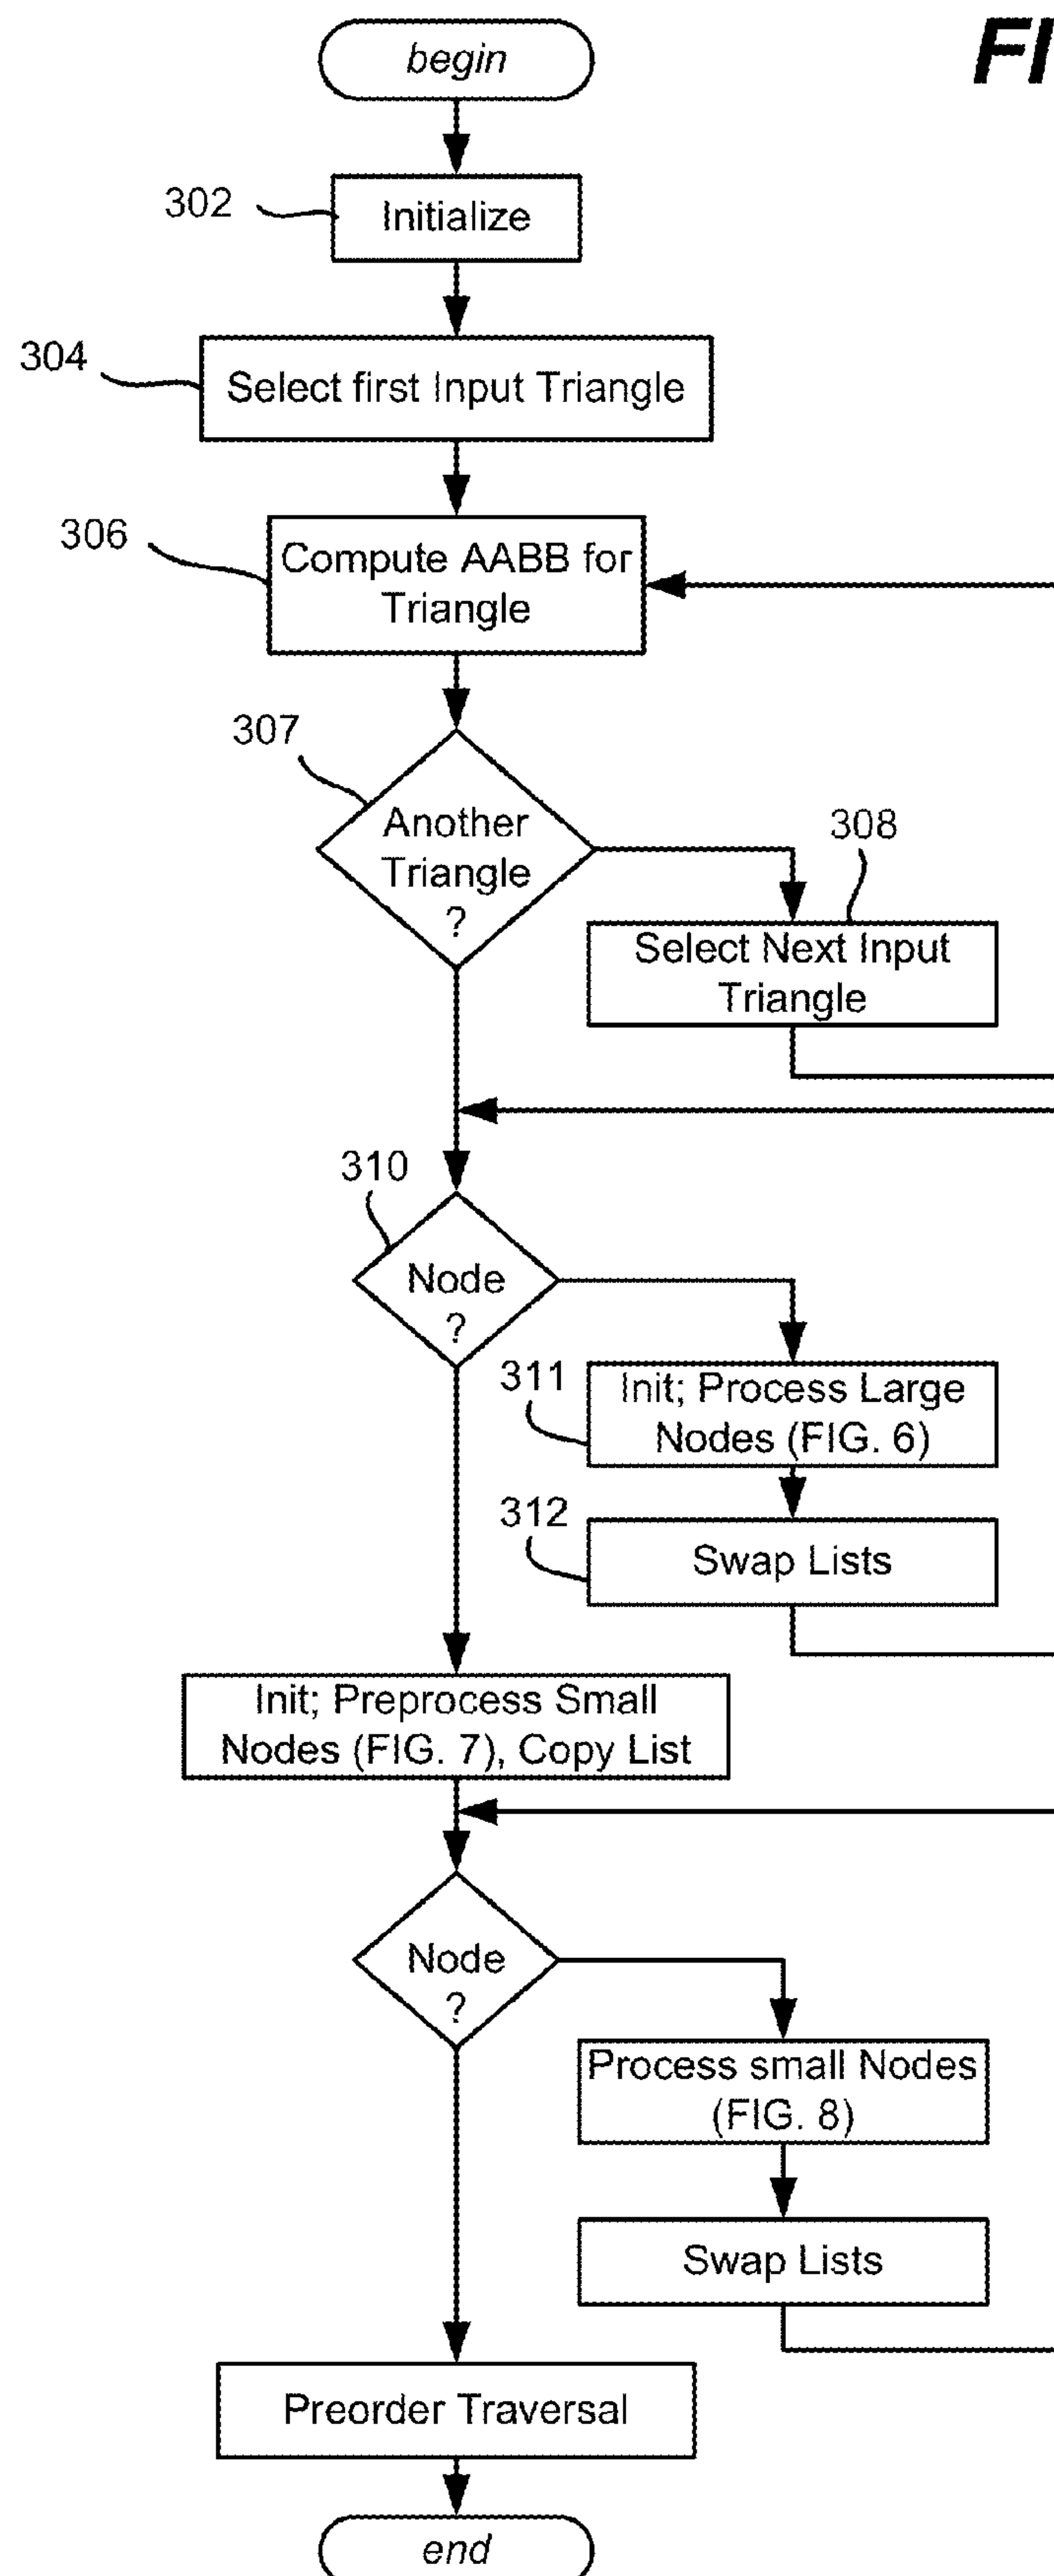 FI
begin
302
Initialize
304
Select first Input Triangle
306
Compute AABB for
Triangle
307
Another
Triangle
?
308
Select Next Input
Triangle
310
Node
?
311
Init; Process Large
Nodes (FIG. 6)
312
Swap Lists
Init; Preprocess Small
Nodes (FIG. 7), Copy List
Node
?
Process small Nodes
(FIG. 8)
Swap Lists
Preorder Traversal
end